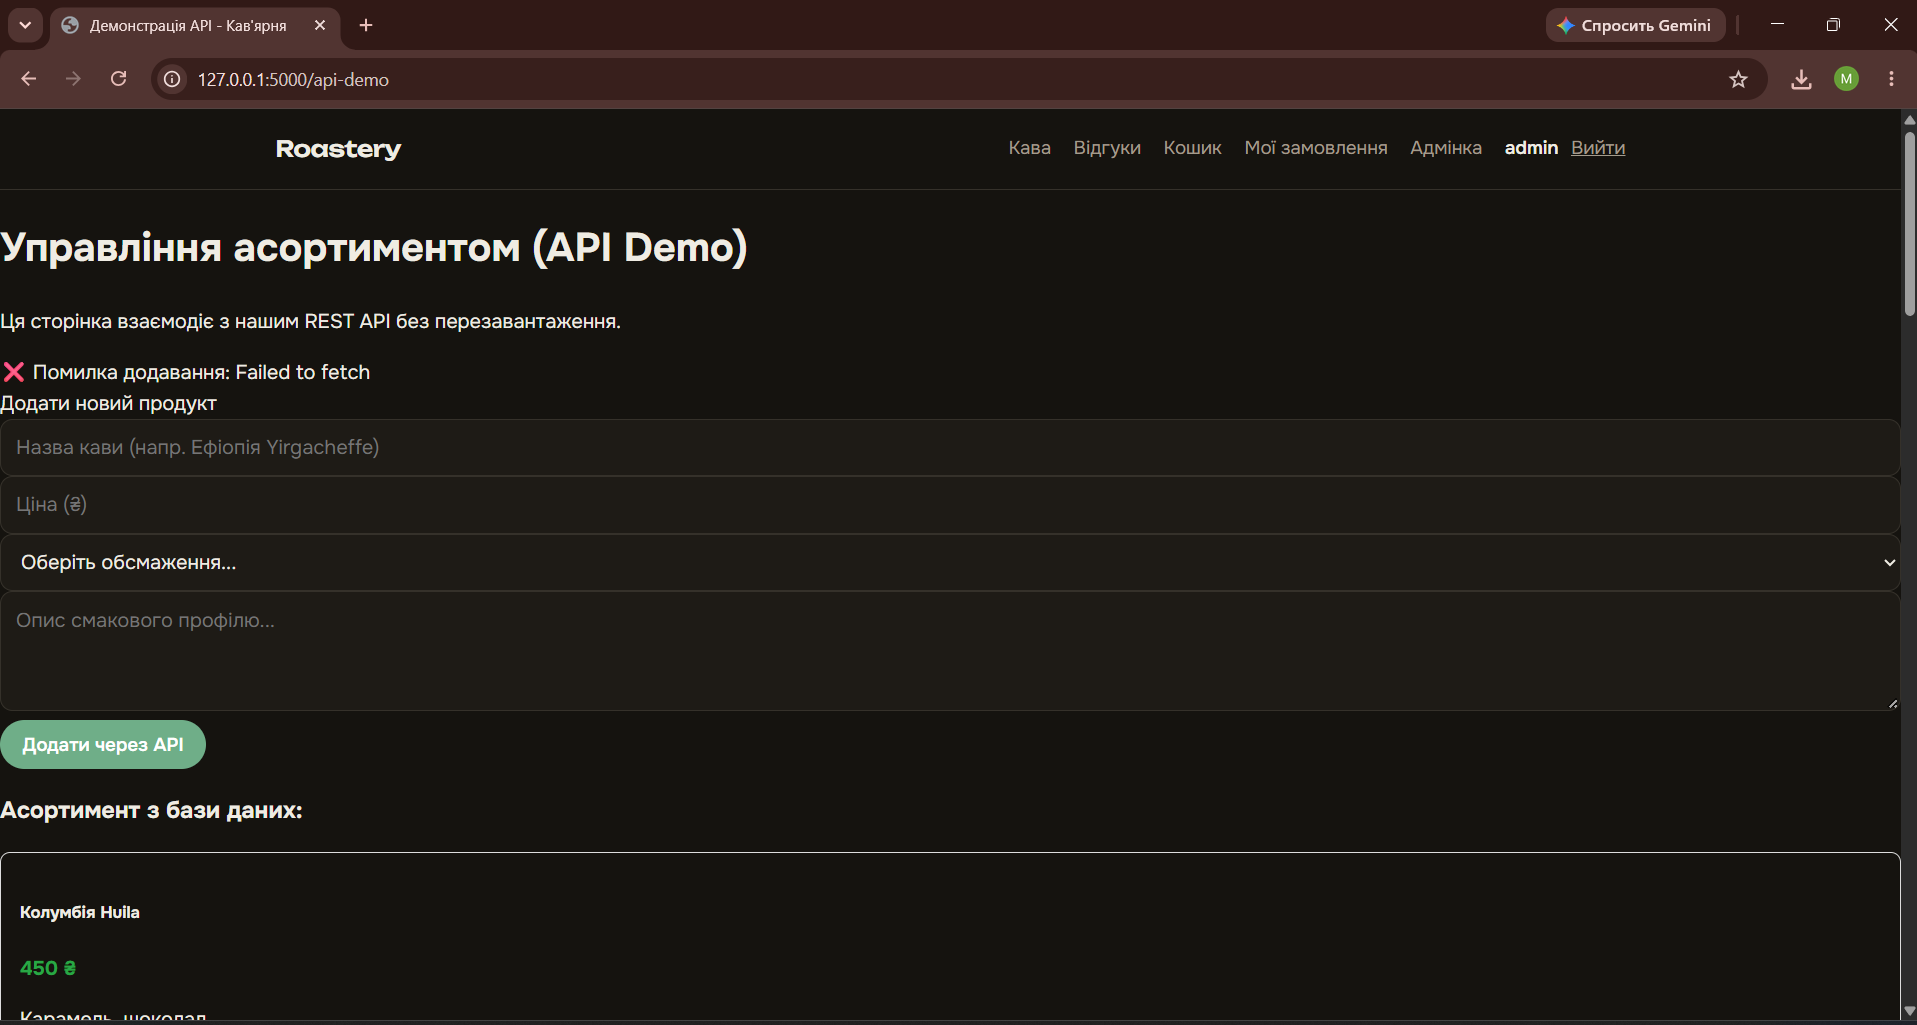 Демонстрація API - Кав'ярня
Спросить Gemini
127.0.0.1:5000/api-demo
M
Roastery
Кава Відгуки Кошик Мої замовлення Адмінка admin Вийти
Управління асортиментом (API Demo)
Ця сторінка взаємодіє з нашим REST API без перезавантаження.
❌ Помилка додавання: Failed to fetch
Додати новий продукт
Назва кави (напр. Ефіопія Yirgacheffe)
Ціна (₴)
Оберіть обсмаження...
Опис смакового профілю...
Додати через API
Асортимент з бази даних:
Колумбія Huila
450 ₴
Карамель, шоколад